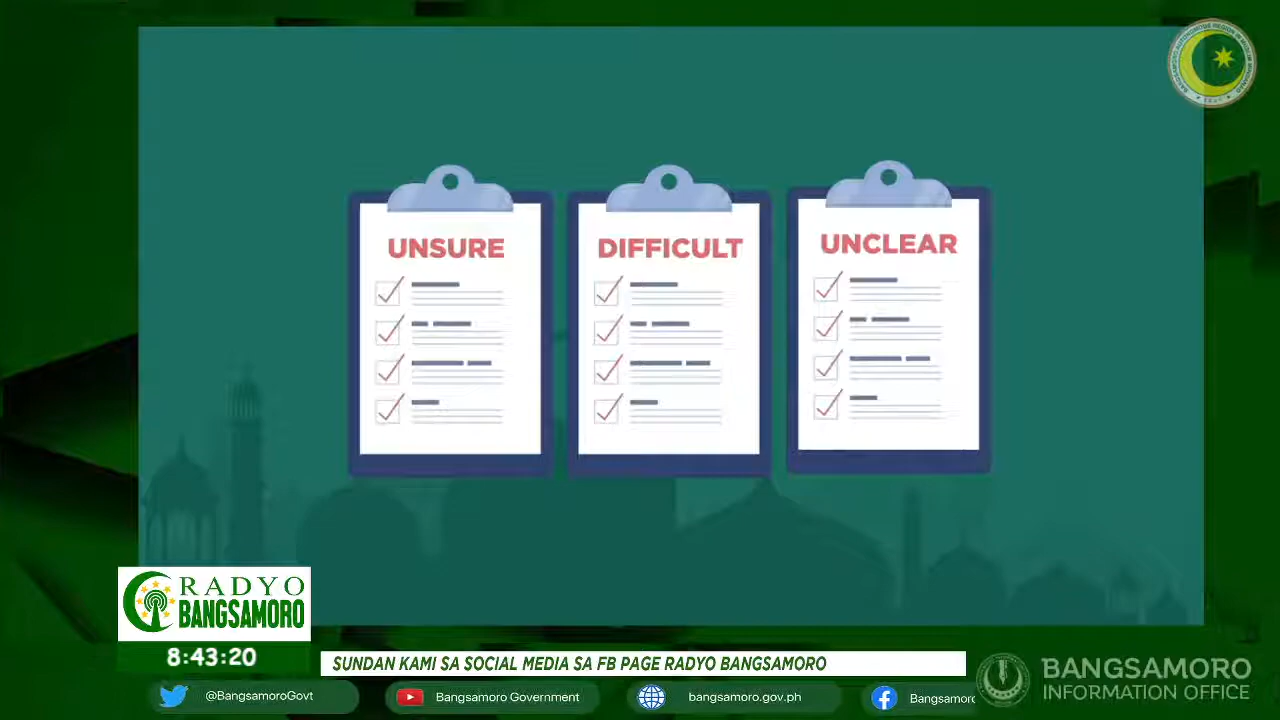 UNSURE
DIFFICULT
UNCLEAR
RADYO
BANGSAMORO
8:43:20
SUNDAN KAMI SA SOCIAL MEDIA SA FB PAGE RADYO BANGSAMORO
@BangsamoroGovt
Bangsamoro Government
bangsamoro.gov.ph
BANGSAMORO
INFORMATION OFFICE